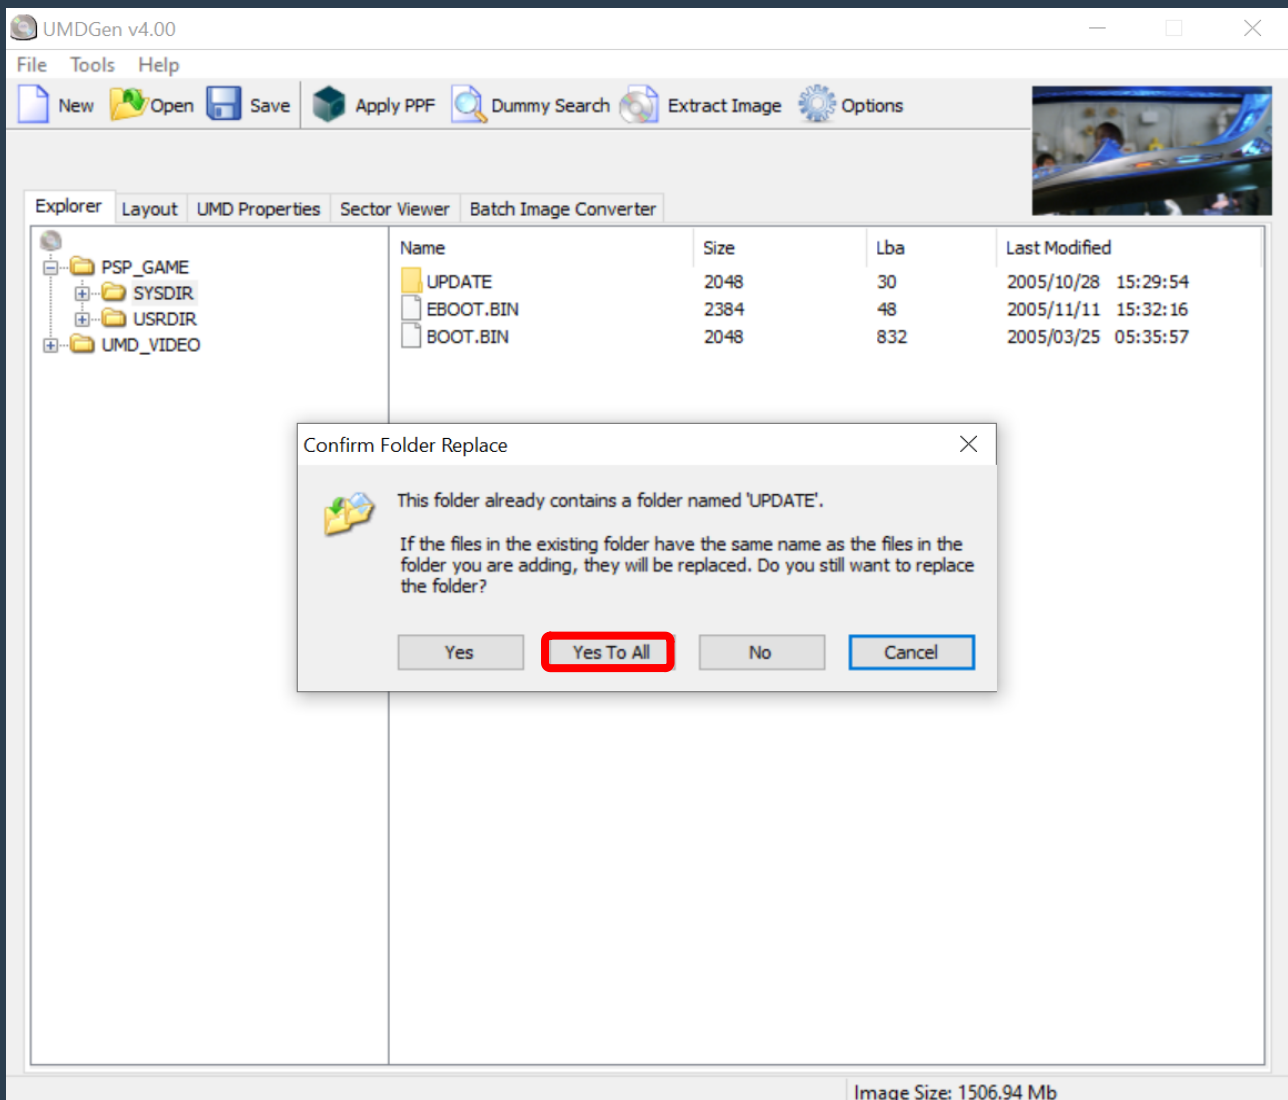 UMDGen v4.00
File Tools Help
New Open Save Apply PPF Dummy Search Extract Image Options
Explorer Layout UMD Properties Sector Viewer Batch Image Converter
PSP_GAME
SYSDIR
USRDIR
UMD_VIDEO
Name Size Lba Last Modified
UPDATE 2048 30 2005/10/28 15:29:54
EBOOT.BIN 2384 48 2005/11/11 15:32:16
BOOT.BIN 2048 832 2005/03/25 05:35:57
Confirm Folder Replace
This folder already contains a folder named 'UPDATE'.
If the files in the existing folder have the same name as the files in the
folder you are adding, they will be replaced. Do you still want to replace
the folder?
Yes Yes To All No Cancel
Image Size: 1506.94 Mb